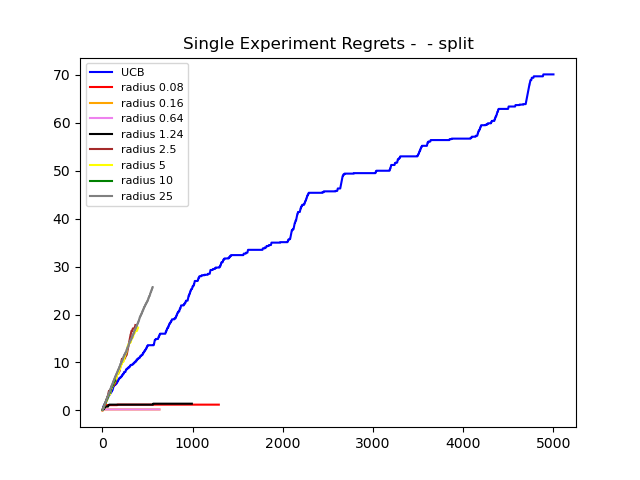 Single Experiment Regrets -  - split
UCB
radius 0.08
radius 0.16
radius 0.64
radius 1.24
radius 2.5
radius 5
radius 10
radius 25
70
60
50
40
30
20
10
0
0 1000 2000 3000 4000 5000